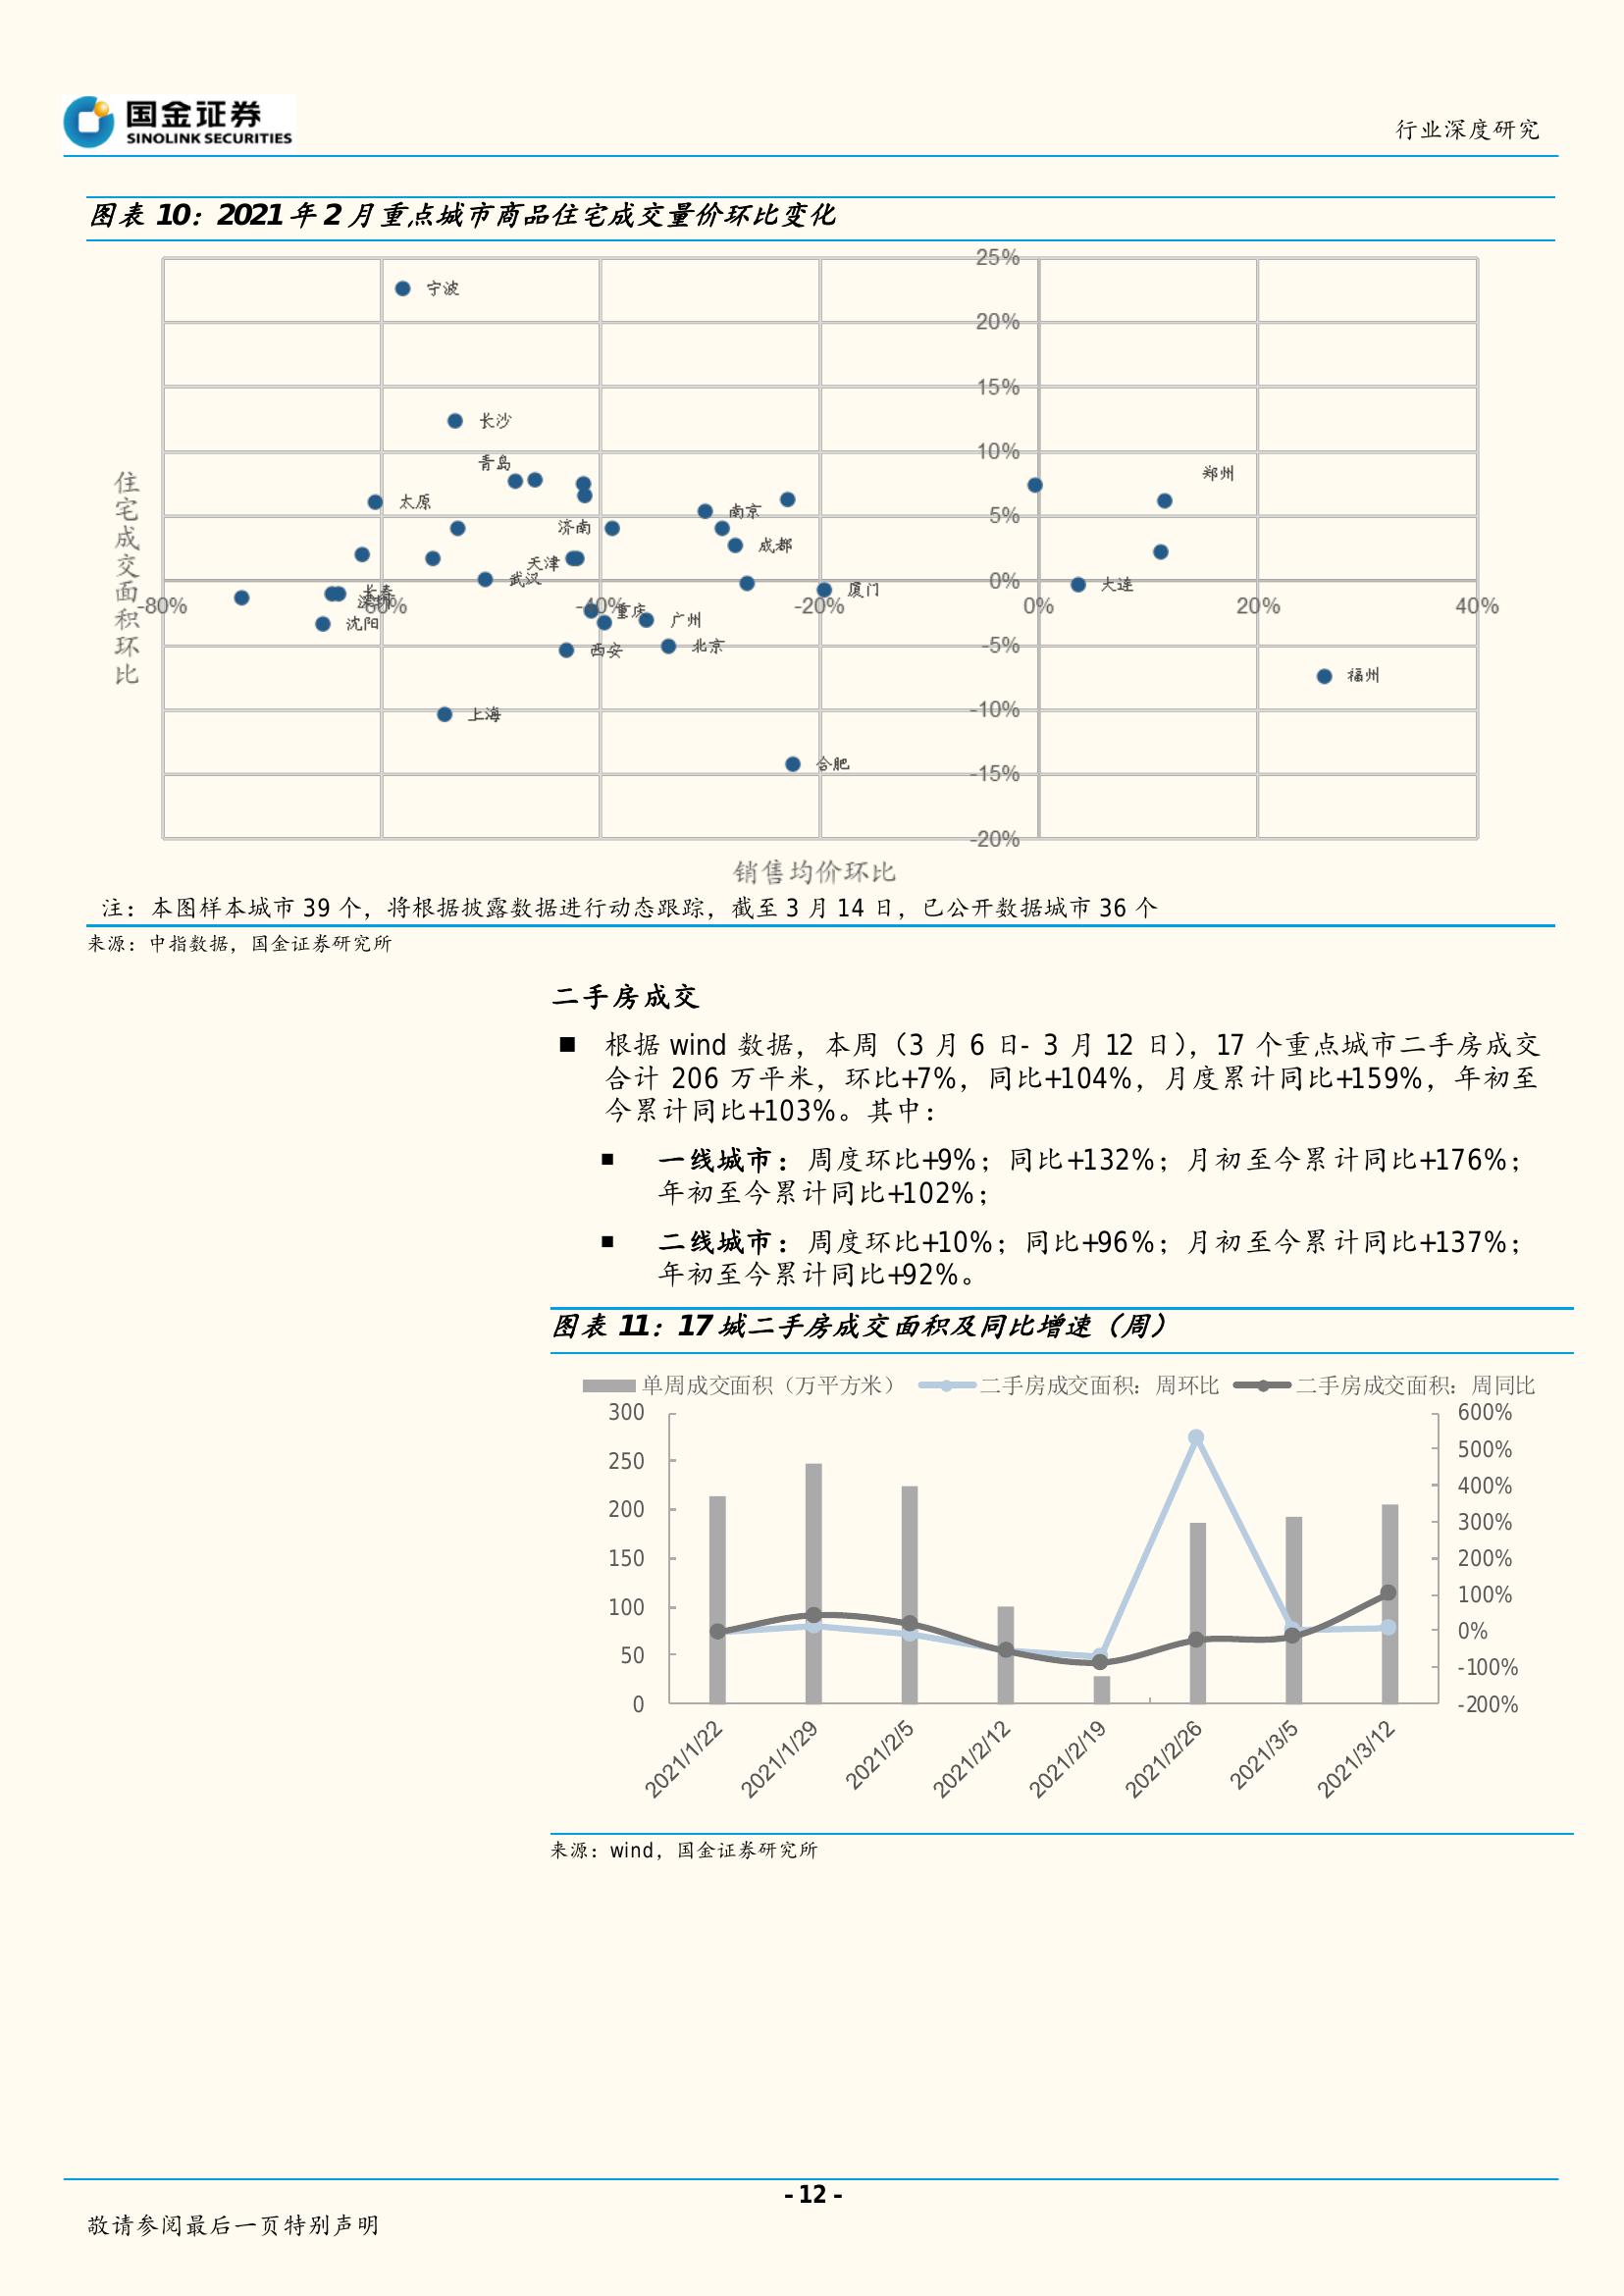 国金证券
SINOLINK SECURITIES
行业深度研究
图表 10：2021 年 2 月重点城市商品住宅成交量价环比变化
25%
宁波
20%
15%
长沙
10%
青岛
郑州
太原
南京
5%
济南
成都
天津
武汉
0%
大连
厦门
长春
深圳
-80%
-60%
-40%
-20%
0%
20%
40%
重庆
广州
沈阳
西安
北京
-5%
福州
上海
-10%
合肥
-15%
-20%
住宅成交面积环比
销售均价环比
注：本图样本城市 39 个，将根据披露数据进行动态跟踪，截至 3 月 14 日，已公开数据城市 36 个
来源：中指数据，国金证券研究所
二手房成交
■ 根据 wind 数据，本周（3 月 6 日- 3 月 12 日），17 个重点城市二手房成交
合计 206 万平米，环比+7%，同比+104%，月度累计同比+159%，年初至
今累计同比+103%。其中：
■ 一线城市：周度环比+9%；同比+132%；月初至今累计同比+176%；
年初至今累计同比+102%；
■ 二线城市：周度环比+10%；同比+96%；月初至今累计同比+137%；
年初至今累计同比+92%。
图表 11：17 城二手房成交面积及同比增速（周）
单周成交面积（万平方米） 二手房成交面积：周环比 二手房成交面积：周同比
300
250
200
150
100
50
0
600%
500%
400%
300%
200%
100%
0%
-100%
-200%
2021/1/22
2021/1/29
2021/2/5
2021/2/12
2021/2/19
2021/2/26
2021/3/5
2021/3/12
来源：wind，国金证券研究所
- 12 -
敬请参阅最后一页特别声明